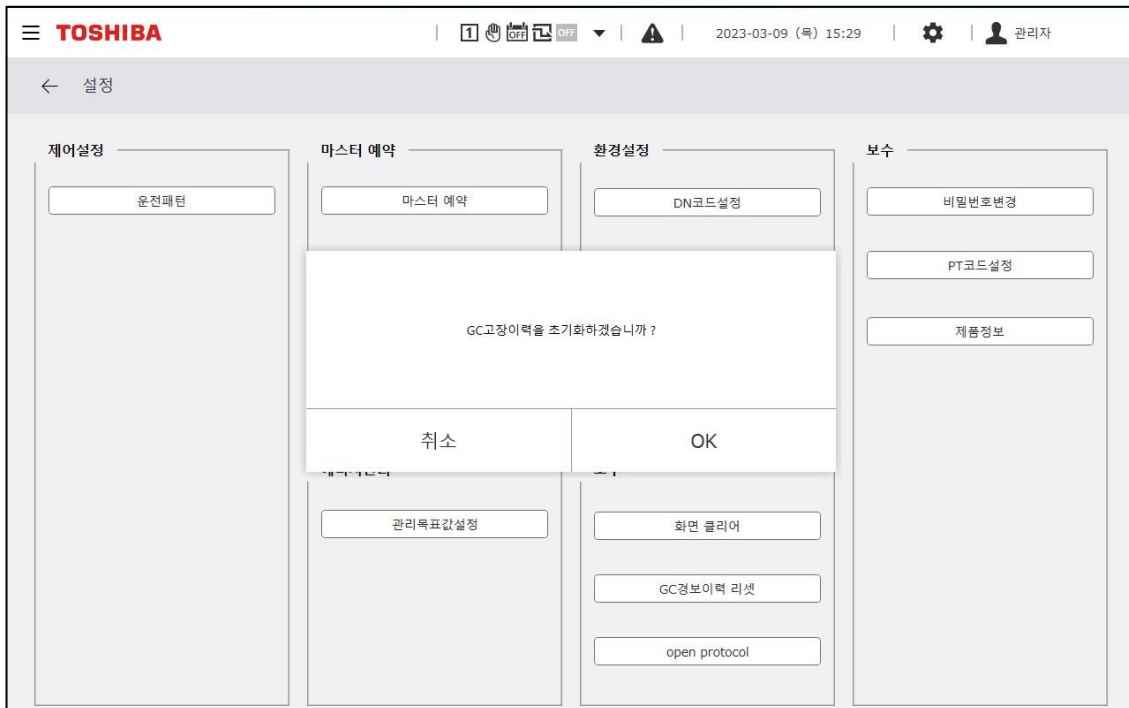 TOSHIBA
1 OFF OFF
2023-03-09 (목) 15:29
관리자
설정
제어설정
운전패턴
마스터 예약
마스터 예약
환경설정
DN코드설정
보수
비밀번호변경
PT코드설정
제품정보
GC고장이력을 초기화하겠습니까 ?
취소
OK
관리목표값설정
화면 클리어
GC경보이력 리셋
open protocol